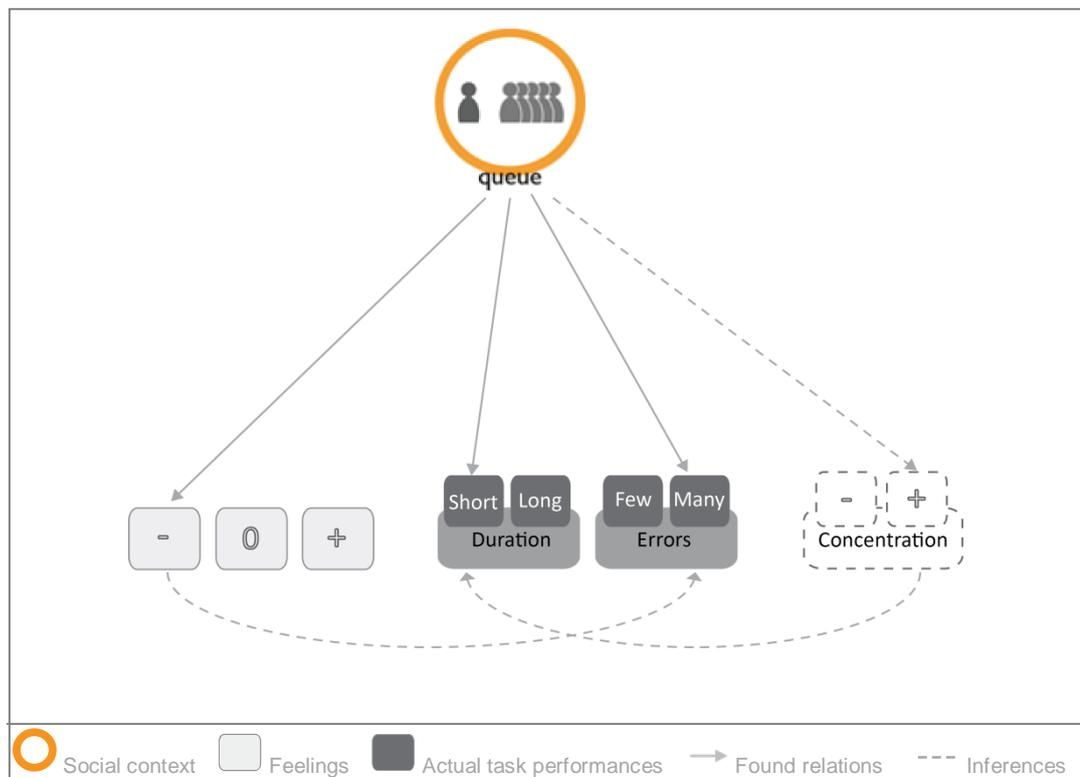 queue
Short Long Few Many - +
- 0 + Duration Errors Concentration
Social context Feelings Actual task performances Found relations Inferences